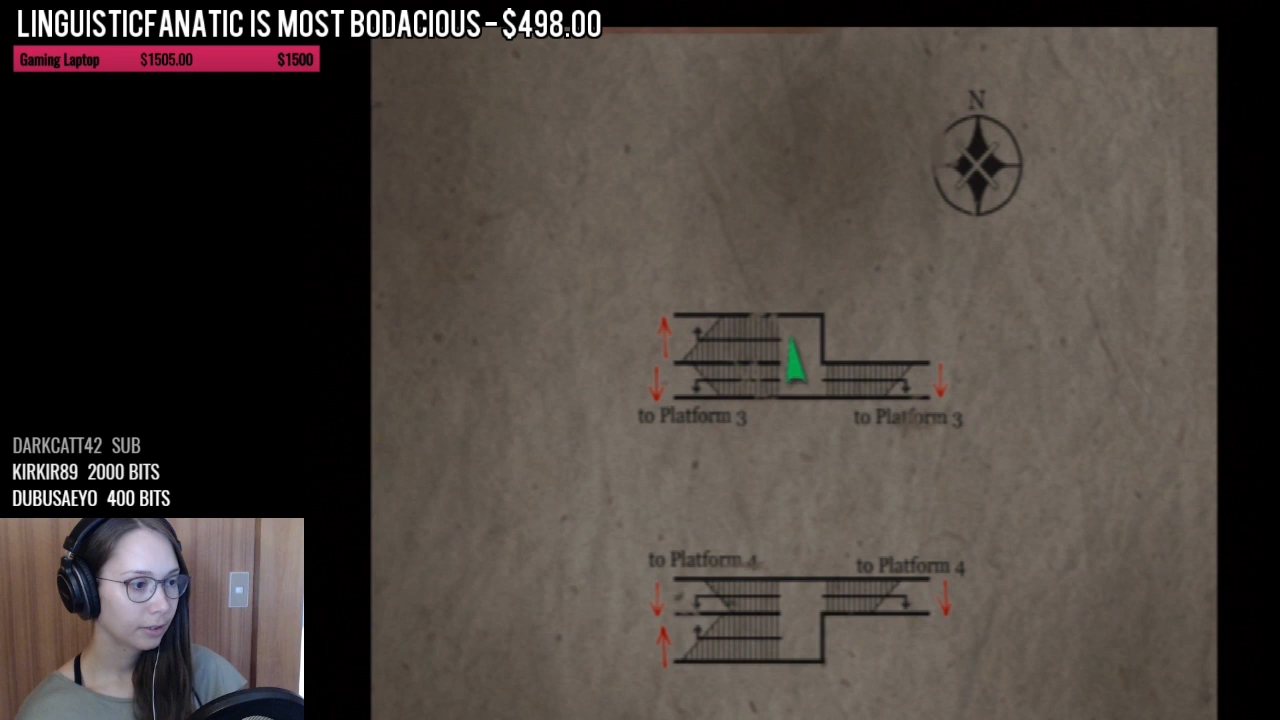 LINGUISTICFANATIC IS MOST BODACIOUS - $498.00
Gaming Laptop $1505.00 $1500
N
to Platform 3 to Platform 3
DARKCATT42 SUB
KIRKIR89 2000 BITS
DUBUSAEYO 400 BITS
to Platform 4 to Platform 4